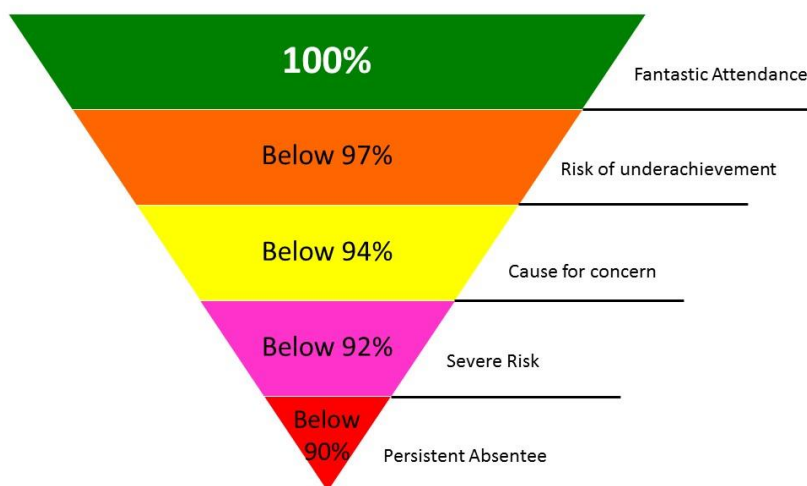 100%
Fantastic Attendance
Below 97%
Risk of underachievement
Below 94%
Cause for concern
Below 92%
Severe Risk
Below
90%
Persistent Absentee